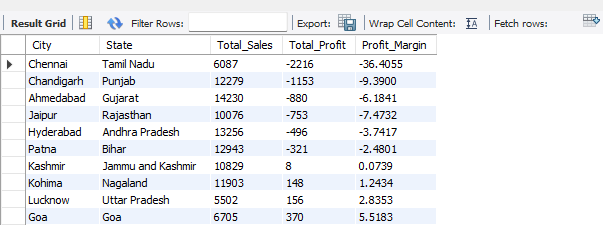 Result Grid Filter Rows: Export: Wrap Cell Content: Fetch rows:
City State Total_Sales Total_Profit Profit_Margin
Chennai Tamil Nadu 6087 -2216 -36.4055
Chandigarh Punjab 12279 -1153 -9.3900
Ahmedabad Gujarat 14230 -880 -6.1841
Jaipur Rajasthan 10076 -753 -7.4732
Hyderabad Andhra Pradesh 13256 -496 -3.7417
Patna Bihar 12943 -321 -2.4801
Kashmir Jammu and Kashmir 10829 8 0.0739
Kohima Nagaland 11903 148 1.2434
Lucknow Uttar Pradesh 5502 156 2.8353
Goa Goa 6705 370 5.5183